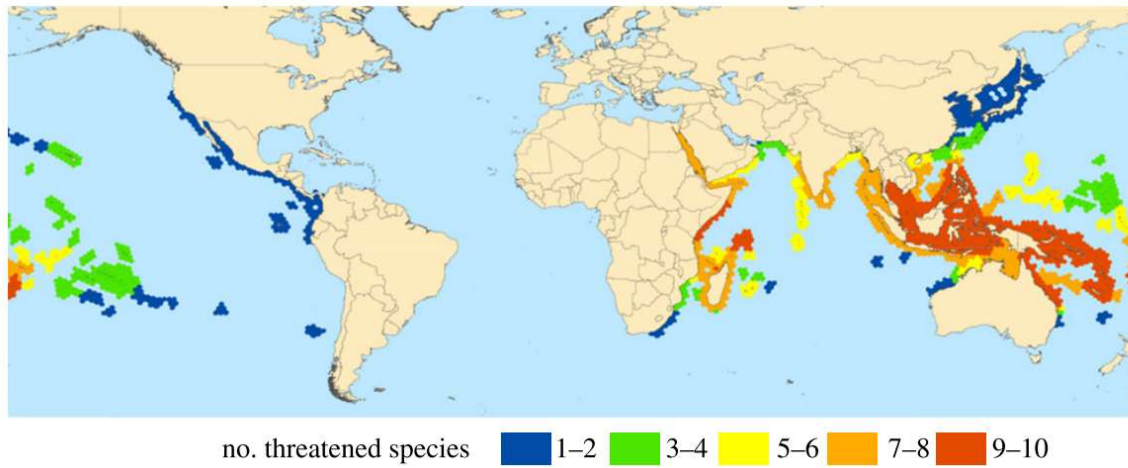 no. threatened species 1–2 3–4 5–6 7–8 9–10